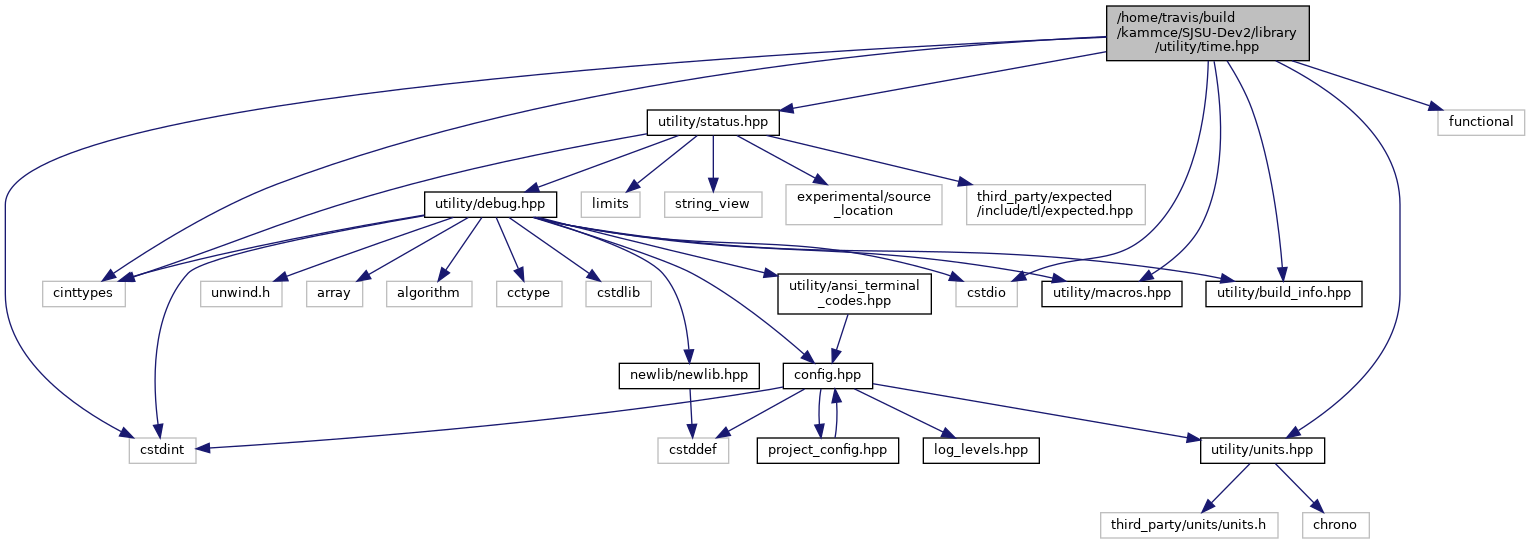 /home/travis/build
/kammce/SJSU-Dev2/library
/utility/time.hpp
utility/status.hpp
functional
utility/debug.hpp
limits
string_view
experimental/source
_location
third_party/expected
/include/tl/expected.hpp
cinttypes
unwind.h
array
algorithm
cctype
cstdlib
utility/ansi_terminal
_codes.hpp
cstdio
utility/macros.hpp
utility/build_info.hpp
newlib/newlib.hpp
config.hpp
cstdint
cstddef
project_config.hpp
log_levels.hpp
utility/units.hpp
third_party/units/units.h
chrono